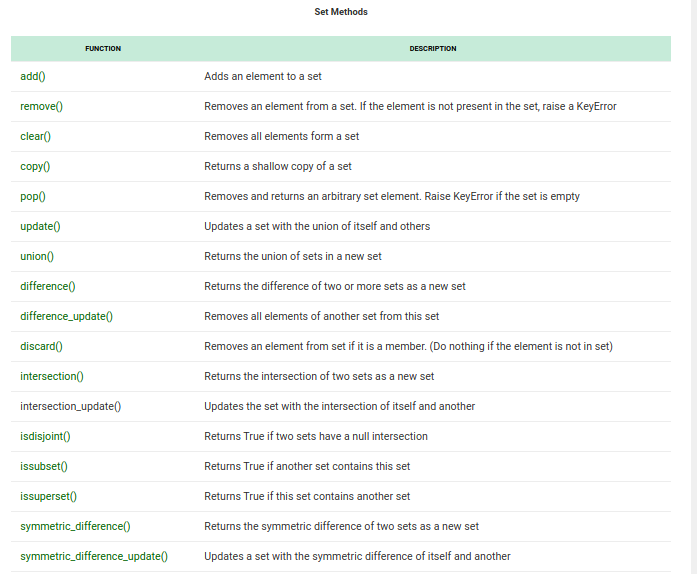 Set Methods
FUNCTION DESCRIPTION
add() Adds an element to a set
remove() Removes an element from a set. If the element is not present in the set, raise a KeyError
clear() Removes all elements form a set
copy() Returns a shallow copy of a set
pop() Removes and returns an arbitrary set element. Raise KeyError if the set is empty
update() Updates a set with the union of itself and others
union() Returns the union of sets in a new set
difference() Returns the difference of two or more sets as a new set
difference_update() Removes all elements of another set from this set
discard() Removes an element from set if it is a member. (Do nothing if the element is not in set)
intersection() Returns the intersection of two sets as a new set
intersection_update() Updates the set with the intersection of itself and another
isdisjoint() Returns True if two sets have a null intersection
issubset() Returns True if another set contains this set
issuperset() Returns True if this set contains another set
symmetric_difference() Returns the symmetric difference of two sets as a new set
symmetric_difference_update() Updates a set with the symmetric difference of itself and another